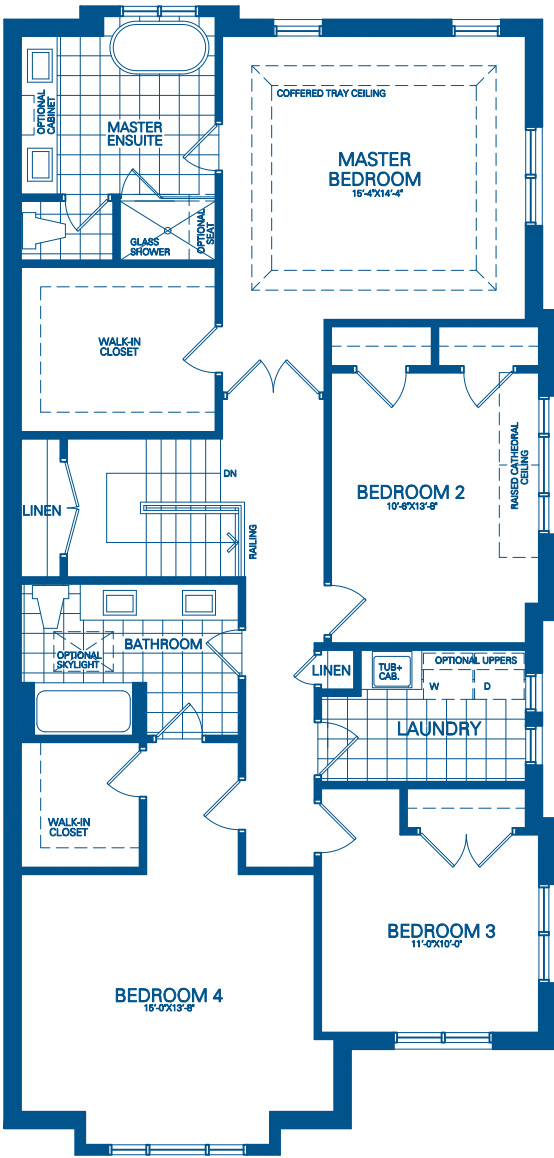 OPTIONAL
CABINET
MASTER
ENSUITE
COFFERED TRAY CEILING
MASTER
BEDROOM
15'-4"X14'-4"
GLASS
SHOWER
OPTIONAL
SEAT
WALK-IN
CLOSET
DN
LINEN
RAILING
BEDROOM 2
10'-6"X13'-8"
RAISED CATHEDRAL
CEILING
BATHROOM
OPTIONAL
SKYLIGHT
LINEN
TUB+
CAB.
OPTIONAL UPPERS
W
D
LAUNDRY
WALK-IN
CLOSET
BEDROOM 3
11'-0"X10'-0"
BEDROOM 4
15'-0"X13'-8"